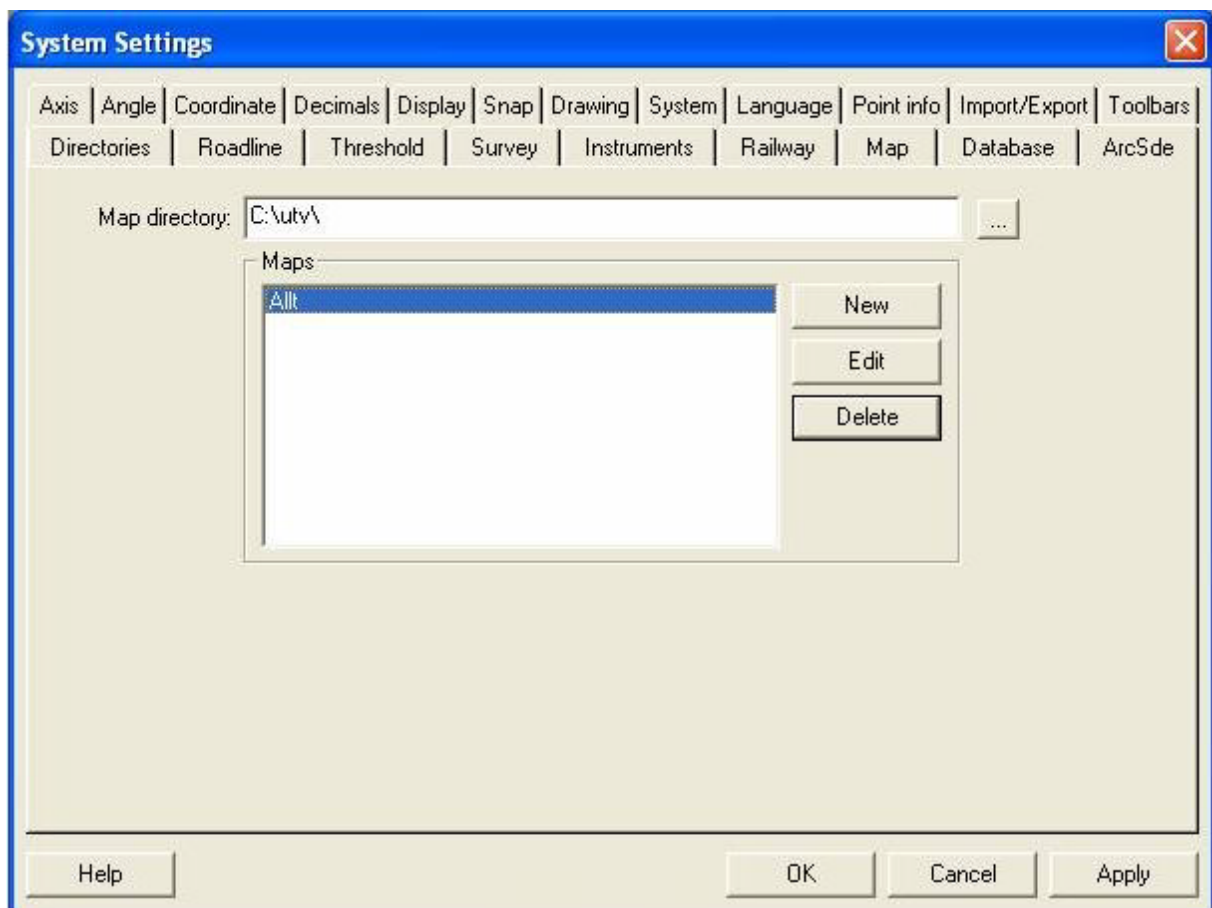 System Settings
Axis Angle Coordinate Decimals Display Snap Drawing System Language Point info Import/Export Toolbars
Directories Roadline Threshold Survey Instruments Railway Map Database ArcSde
Map directory: C:\utv\ ...
Maps
Allt
New
Edit
Delete
Help OK Cancel Apply